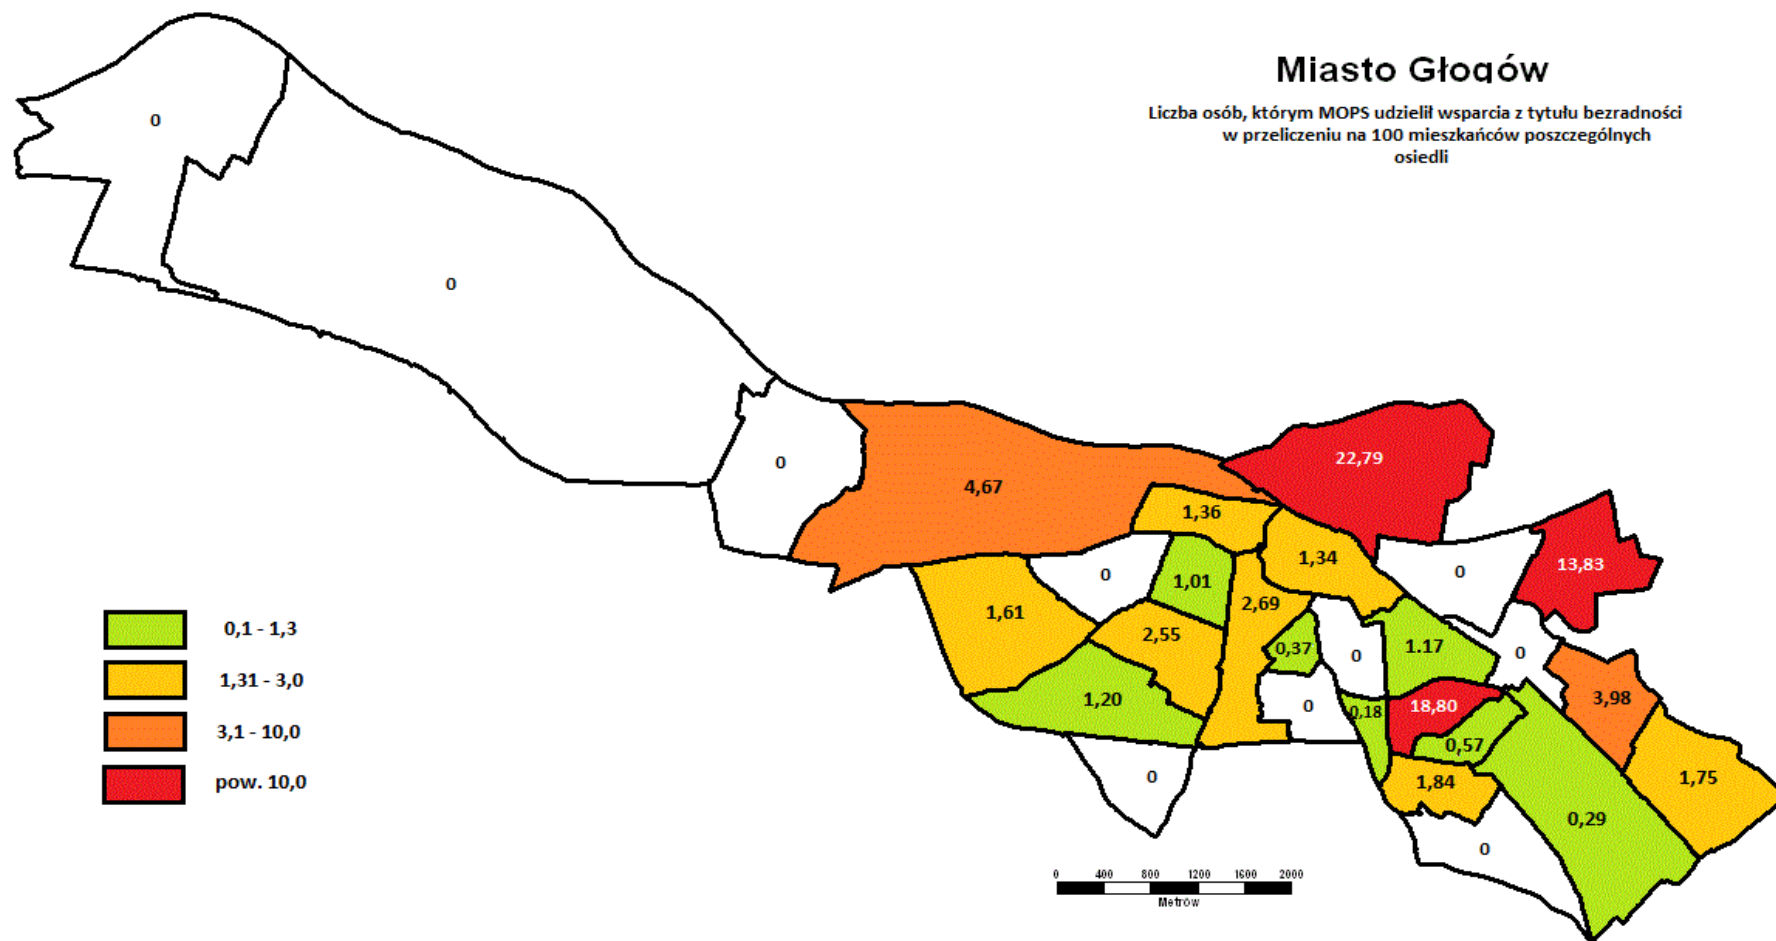 Miasto Głogów
Liczba osób, którym MOPS udzielił wsparcia z tytułu bezradności
w przeliczeniu na 100 mieszkańców poszczególnych
osiedli
0
0
0
4,67
22,79
1,36
1,34
0
13,83
0
1,01
2,69
1,61
2,55
0,37
0
1.17
0
1,20
0
0,18
18,80
3,98
0,57
0
1,84
1,75
0,29
0
0,1 - 1,3
1,31 - 3,0
3,1 - 10,0
pow. 10,0
0 400 800 1200 1600 2000
Metrów